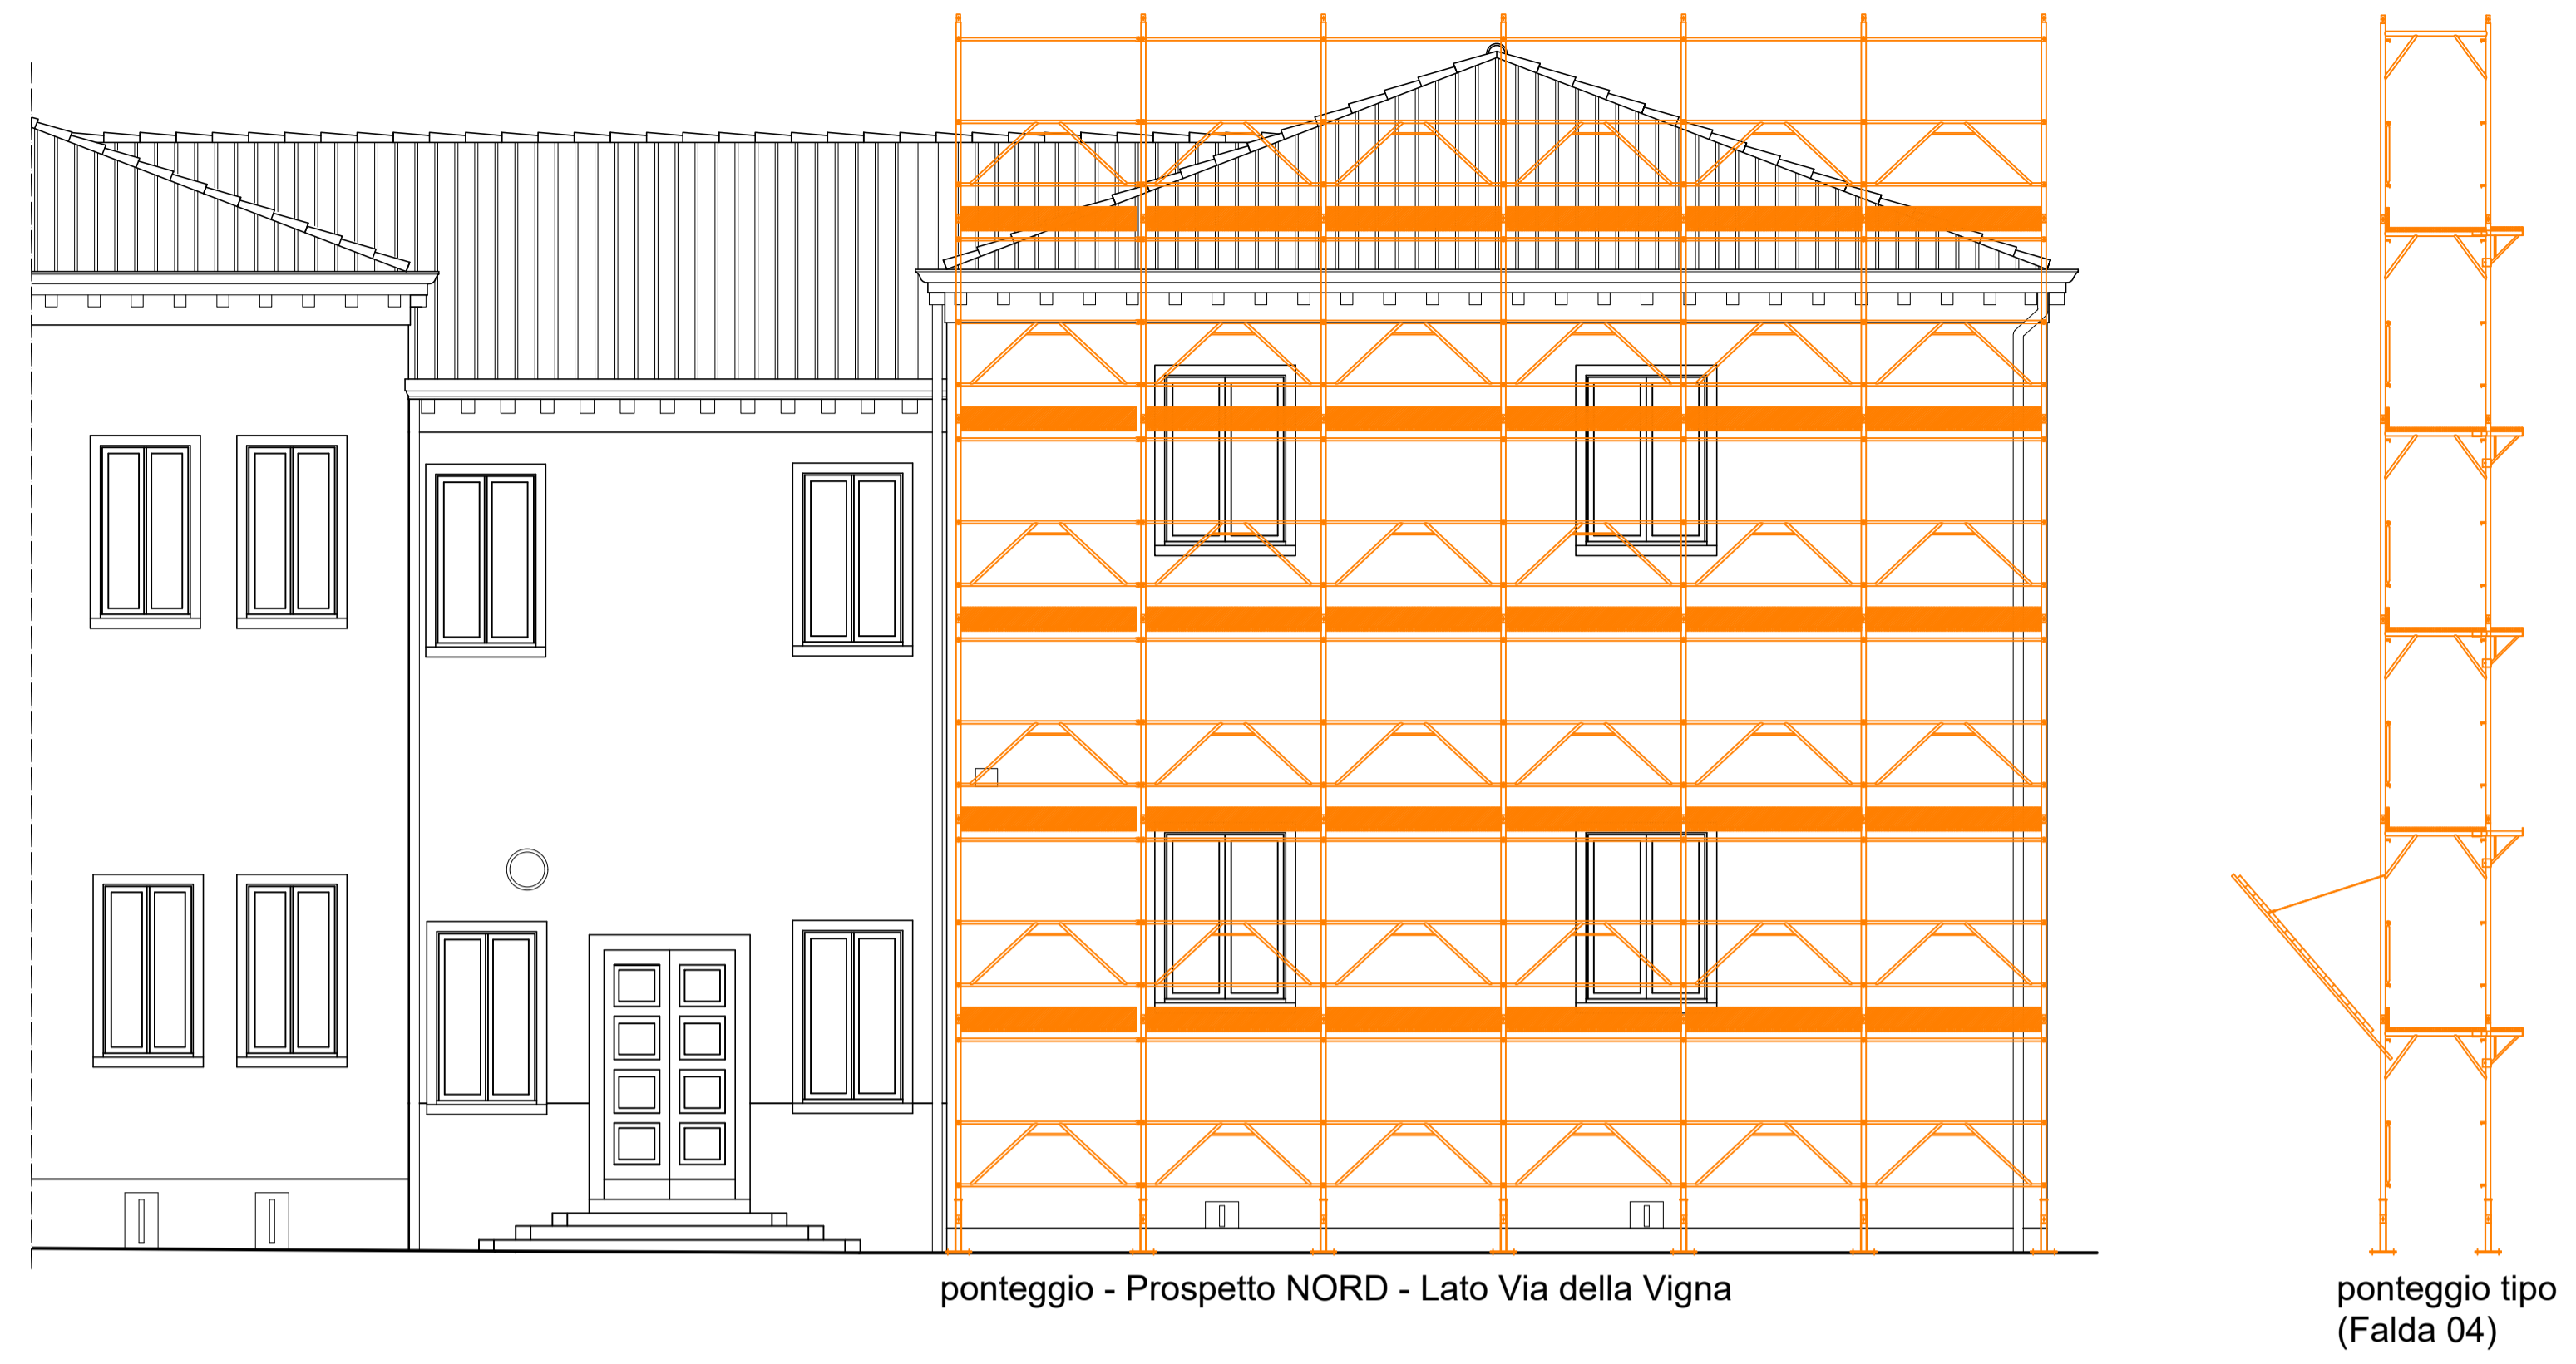 ponteggio - Prospetto NORD - Lato Via della Vigna
ponteggio tipo
(Falda 04)